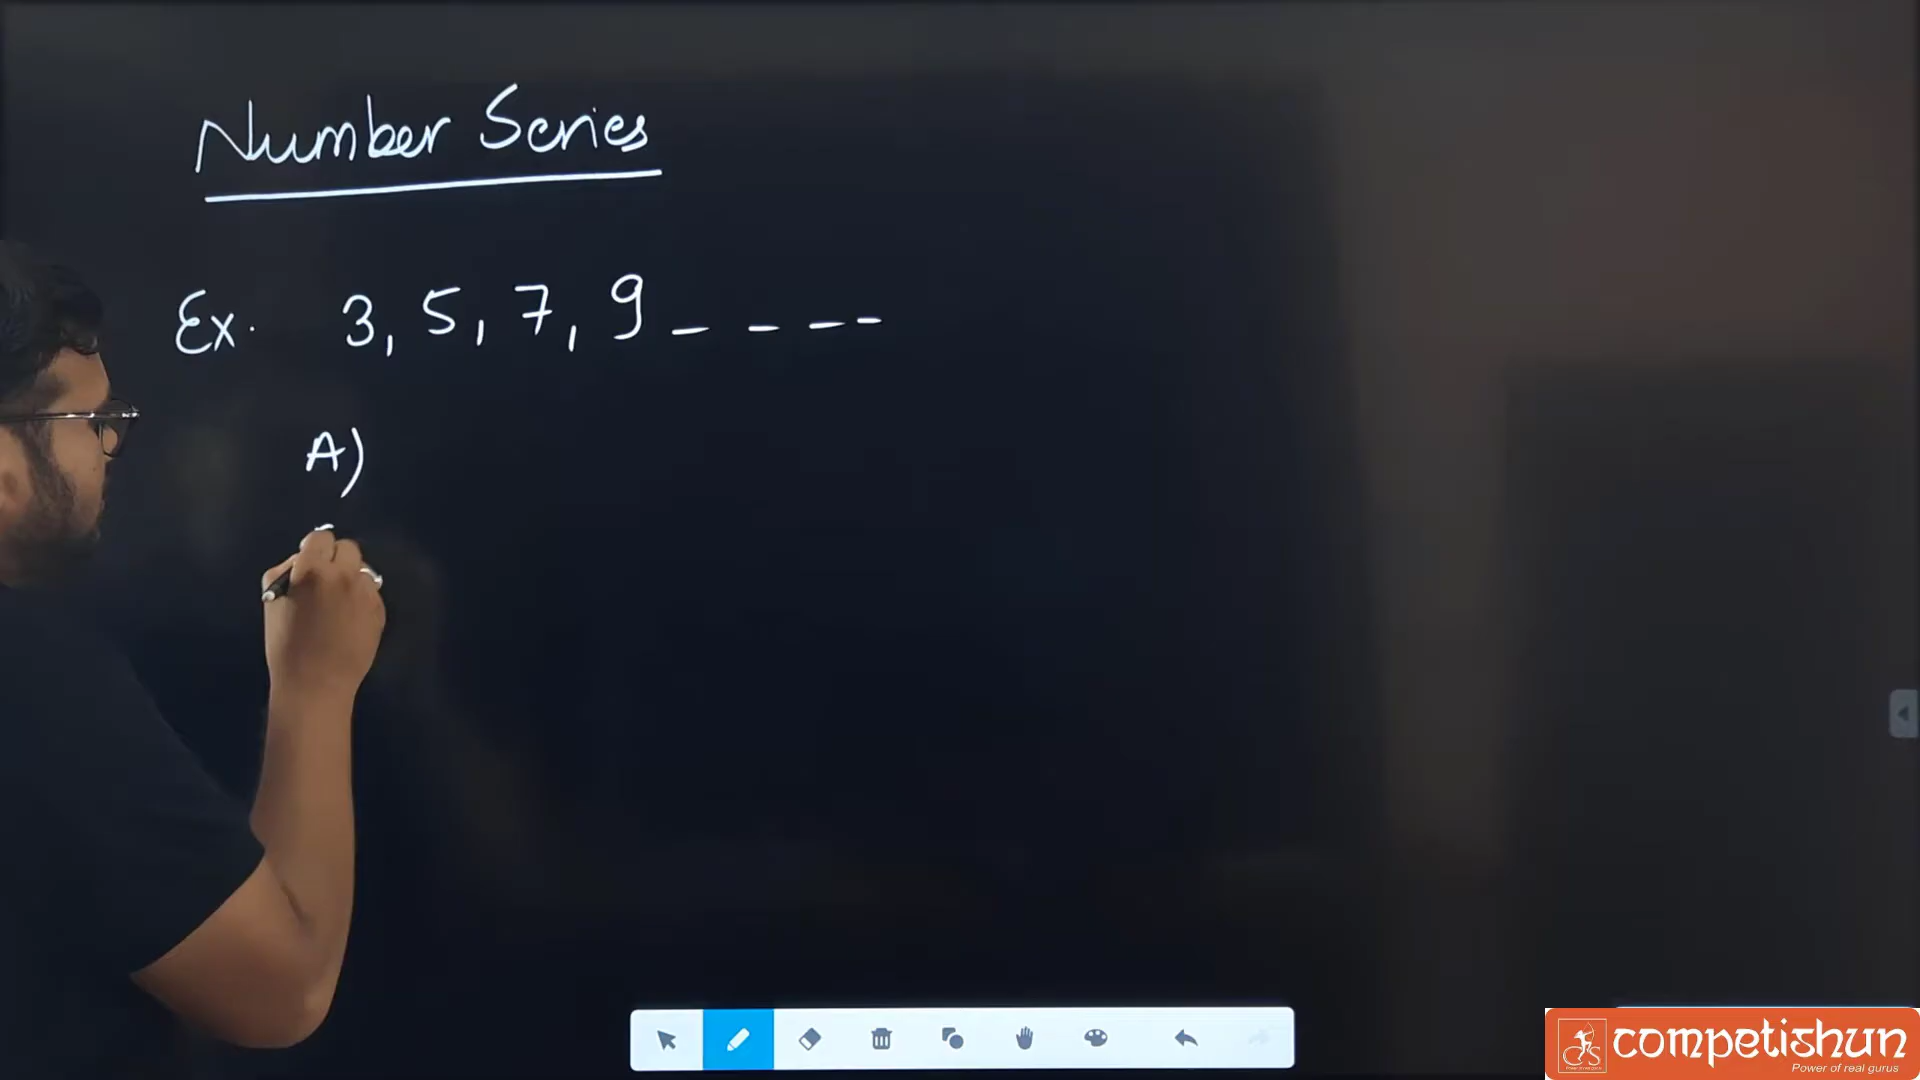 Number Series
Ex. 3, 5, 7, 9 _ _ _ _
A)
competishun
Power of real gurus